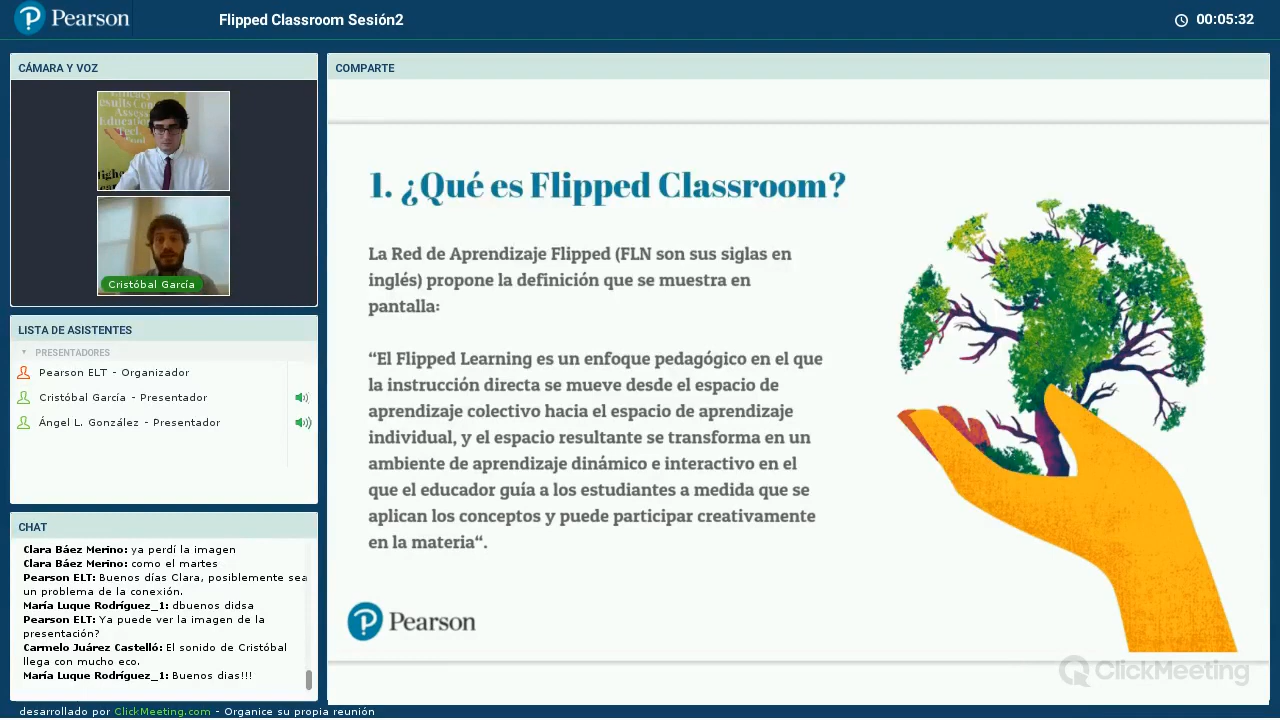 Pearson
Flipped Classroom Sesión2
00:05:32
CÁMARA Y VOZ
Cristóbal García
LISTA DE ASISTENTES
PRESENTADORES
Pearson ELT - Organizador
Cristóbal García - Presentador
Ángel L. González - Presentador
CHAT
Clara Báez Merino: ya perdí la imagen
Clara Báez Merino: como el martes
Pearson ELT: Buenos días Clara, posiblemente sea
un problema de la conexión.
María Luque Rodríguez_1: dbuenos didsa
Pearson ELT: Ya puede ver la imagen de la
presentación?
Carmelo Juárez Castelló: El sonido de Cristóbal
llega con mucho eco.
María Luque Rodríguez_1: Buenos dias!!!
COMPARTE
1. ¿Qué es Flipped Classroom?
La Red de Aprendizaje Flipped (FLN son sus siglas en
inglés) propone la definición que se muestra en
pantalla:
“El Flipped Learning es un enfoque pedagógico en el que
la instrucción directa se mueve desde el espacio de
aprendizaje colectivo hacia el espacio de aprendizaje
individual, y el espacio resultante se transforma en un
ambiente de aprendizaje dinámico e interactivo en el
que el educador guía a los estudiantes a medida que se
aplican los conceptos y puede participar creativamente
en la materia“.
Pearson
ClickMeeting
desarrollado por ClickMeeting.com - Organice su propia reunión